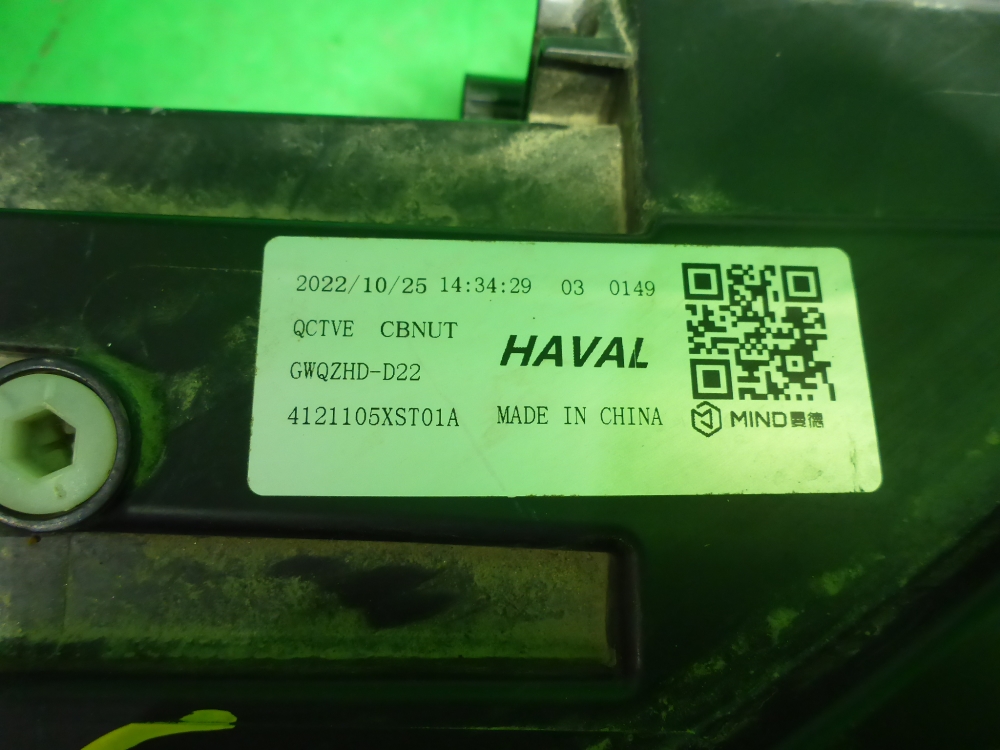 2022/10/25 14:34:29 03 0149
QCTVE CBNUT
HAVAL
GWQZHD-D22
4121105XST01A MADE IN CHINA
MIND曼德